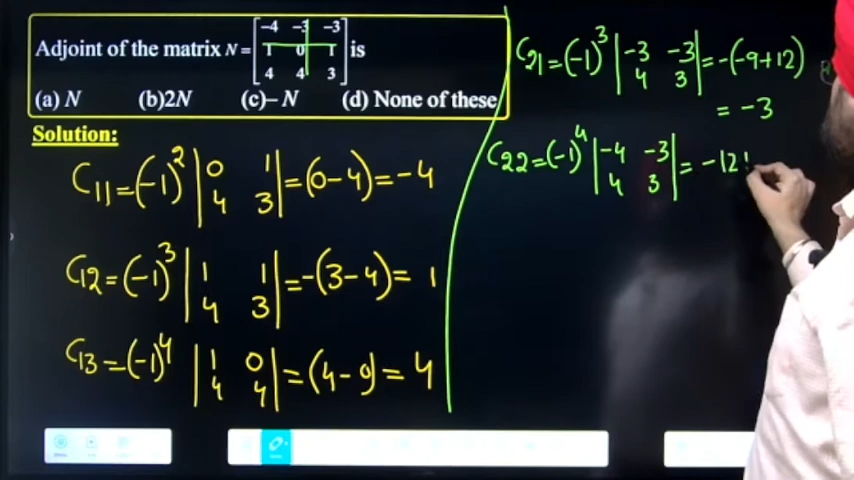 Adjoint of the matrix N = [ -4 -3 -3 ; 1 0 1 ; 4 4 3 ] is
(a) N (b)2N (c)– N (d) None of these
Solution:
C11 = (-1)^2 | 0 1 ; 4 3 | = (0 - 4) = -4
C12 = (-1)^3 | 1 1 ; 4 3 | = -(3 - 4) = 1
C13 = (-1)^4 | 1 0 ; 4 4 | = (4 - 0) = 4
C21 = (-1)^3 | -3 -3 ; 4 3 | = -(-9+12)
= -3
C22 = (-1)^4 | -4 -3 ; 4 3 | = -12